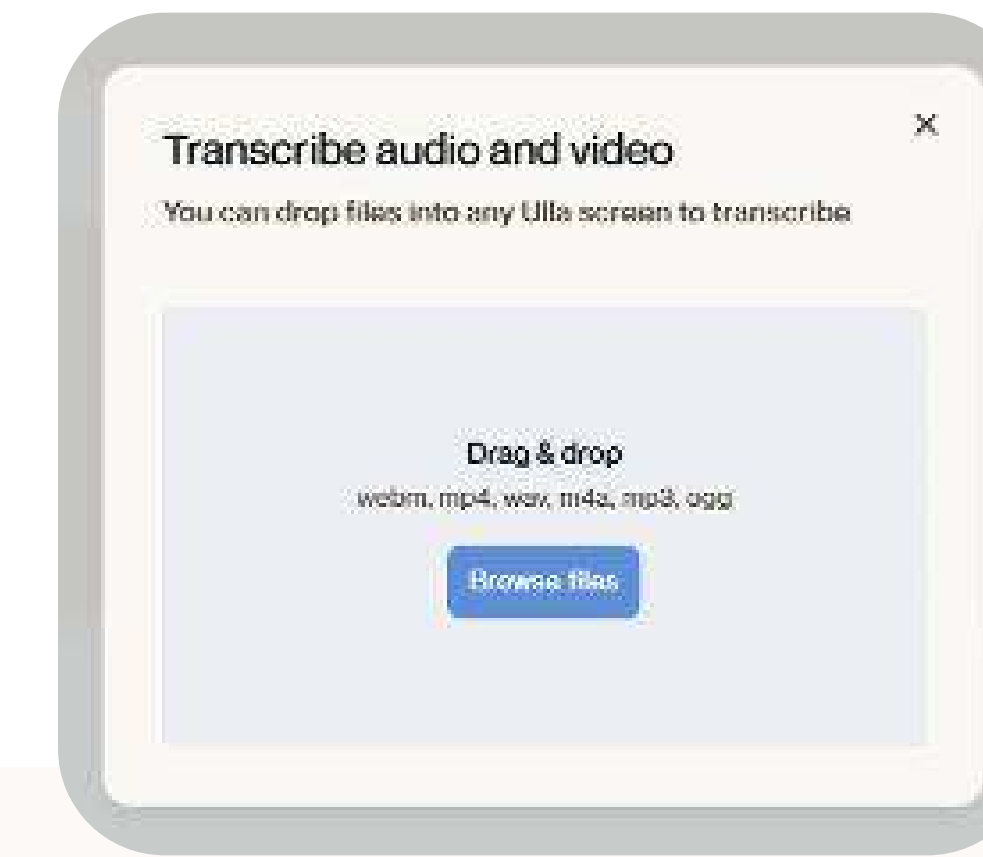 Transcribe audio and video
You can drop files into any Ulla screen to transcribe
Drag & drop
webm, mp4, wav, m4a, mp3, ogg
Browse files